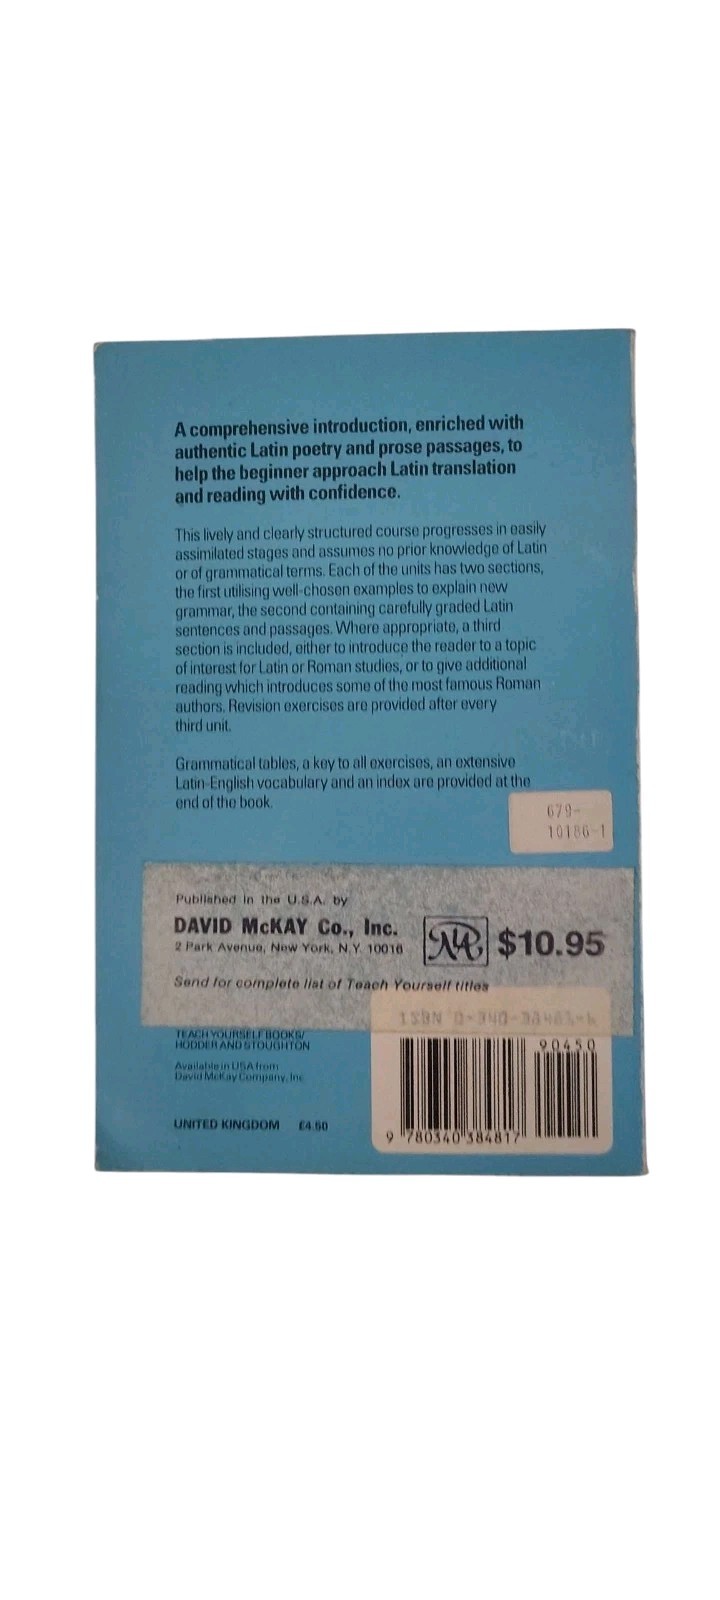 A comprehensive introduction, enriched with
authentic Latin poetry and prose passages, to
help the beginner approach Latin translation
and reading with confidence.
This lively and clearly structured course progresses in easily
assimilated stages and assumes no prior knowledge of Latin
or of grammatical terms. Each of the units has two sections,
the first utilising well-chosen examples to explain new
grammar, the second containing carefully graded Latin
sentences and passages. Where appropriate, a third
section is included, either to introduce the reader to a topic
of interest for Latin or Roman studies, or to give additional
reading which introduces some of the most famous Roman
authors. Revision exercises are provided after every
third unit.
Grammatical tables, a key to all exercises, an extensive
Latin-English vocabulary and an index are provided at the
end of the book.
679-
10186-1
Published in the U.S.A. by
DAVID McKAY Co., Inc.
2 Park Avenue, New York, N.Y. 10016
$10.95
Send for complete list of Teach Yourself titles
ISBN
TEACH YOURSELF BOOKS/
HODDER AND STOUGHTON
Available in USA from
David McKay Company, Inc
UNITED KINGDOM £4.50
90450
9 780340 384817